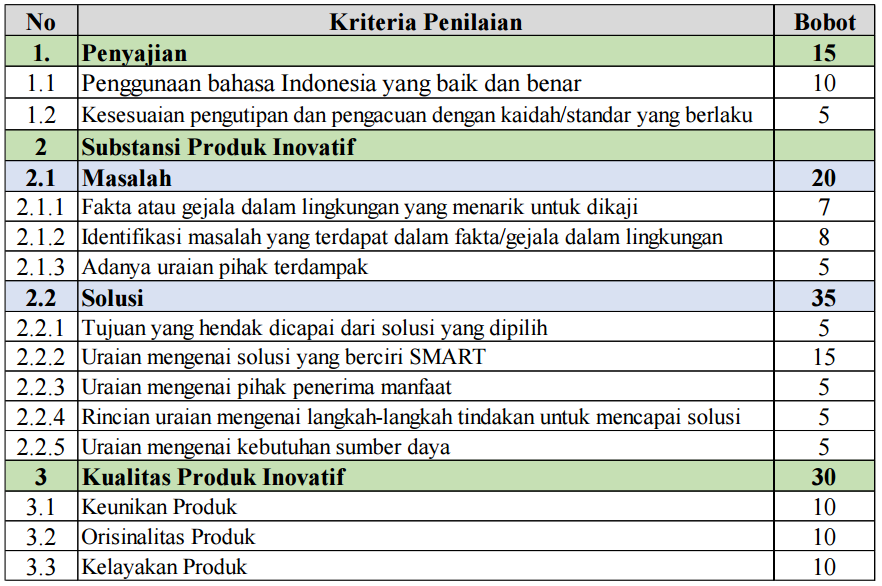 No Kriteria Penilaian Bobot
1. Penyajian 15
1.1 Penggunaan bahasa Indonesia yang baik dan benar 10
1.2 Kesesuaian pengutipan dan pengacuan dengan kaidah/standar yang berlaku 5
2 Substansi Produk Inovatif
2.1 Masalah 20
2.1.1 Fakta atau gejala dalam lingkungan yang menarik untuk dikaji 7
2.1.2 Identifikasi masalah yang terdapat dalam fakta/gejala dalam lingkungan 8
2.1.3 Adanya uraian pihak terdampak 5
2.2 Solusi 35
2.2.1 Tujuan yang hendak dicapai dari solusi yang dipilih 5
2.2.2 Uraian mengenai solusi yang berciri SMART 15
2.2.3 Uraian mengenai pihak penerima manfaat 5
2.2.4 Rincian uraian mengenai langkah-langkah tindakan untuk mencapai solusi 5
2.2.5 Uraian mengenai kebutuhan sumber daya 5
3 Kualitas Produk Inovatif 30
3.1 Keunikan Produk 10
3.2 Orisinalitas Produk 10
3.3 Kelayakan Produk 10